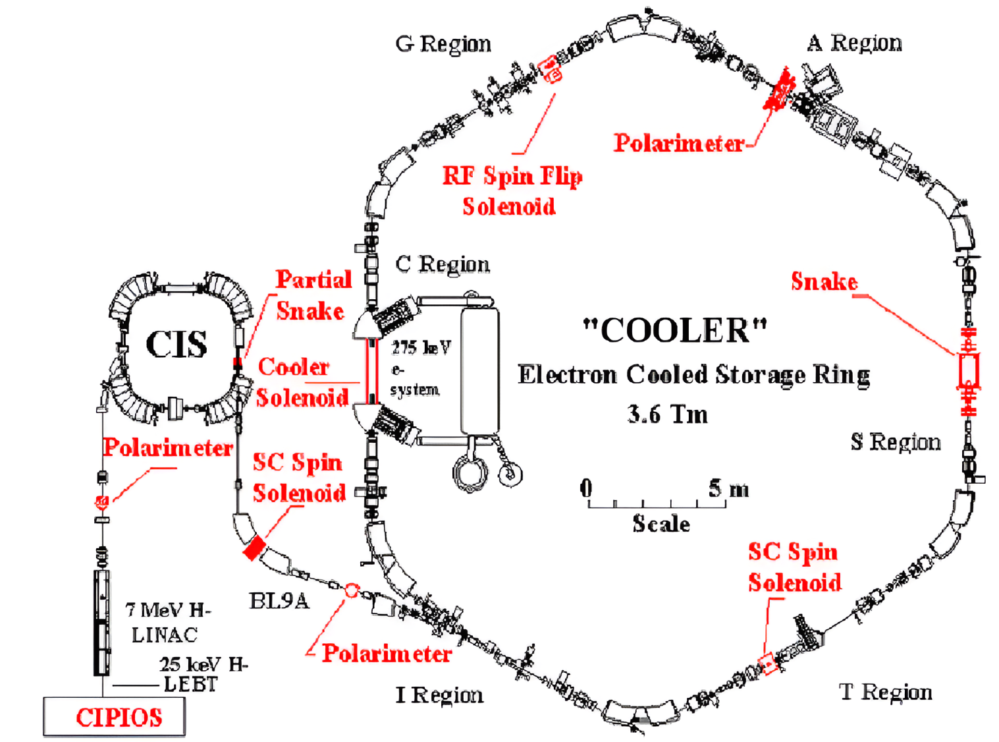 G Region
A Region
Polarimeter
RF Spin Flip
Solenoid
C Region
Partial
Snake
Snake
CIS
"COOLER"
275 keV
e-
system
Cooler
Solenoid
Electron Cooled Storage Ring
3.6 Tm
S Region
Polarimeter
SC Spin
Solenoid
0 5 m
Scale
SC Spin
Solenoid
BL9A
7 MeV H-
LINAC
Polarimeter
25 keV H-
LEBT
I Region
T Region
CIPIOS